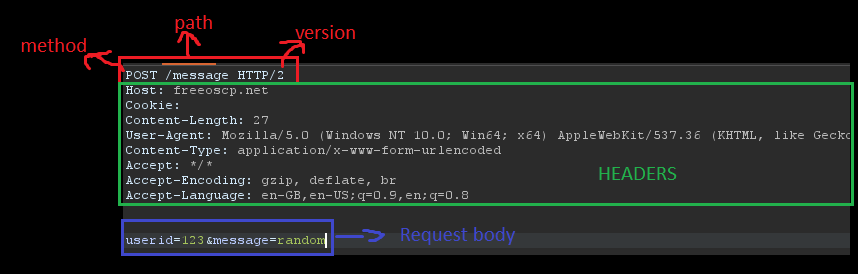 path
method
version
POST /message HTTP/2
Host: freeoscp.net
Cookie:
Content-Length: 27
User-Agent: Mozilla/5.0 (Windows NT 10.0; Win64; x64) AppleWebKit/537.36 (KHTML, like Gecko
Content-Type: application/x-www-form-urlencoded
Accept: */*
Accept-Encoding: gzip, deflate, br
Accept-Language: en-GB,en-US;q=0.9,en;q=0.8
HEADERS
userid=123&message=random
Request body